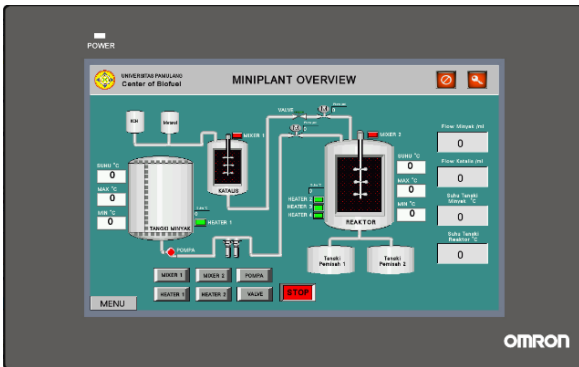 POWER
UNIVERSITAS PAMULANG
Center of Biofuel
MINIPLANT OVERVIEW
KOH
Metanol
MIXER 1
VALVE
MIXER 2
KATALIS
SUHU °C
0
MAX °C
0
MIN °C
0
TANGKI MINYAK
HEATER 1
POMPA
0
0
HEATER 2
HEATER 3
HEATER 4
REAKTOR
SUHU °C
0
MAX °C
0
MIN °C
0
Tangki
Pemisah 1
Tangki
Pemisah 2
Flow Minyak /ml
0
Flow Katalis /ml
0
Suhu Tangki
Minyak °C
0
Suhu Tangki
Reaktor °C
0
MIXER 1
MIXER 2
POMPA
HEATER 1
HEATER 2
VALVE
STOP
MENU
OMRON